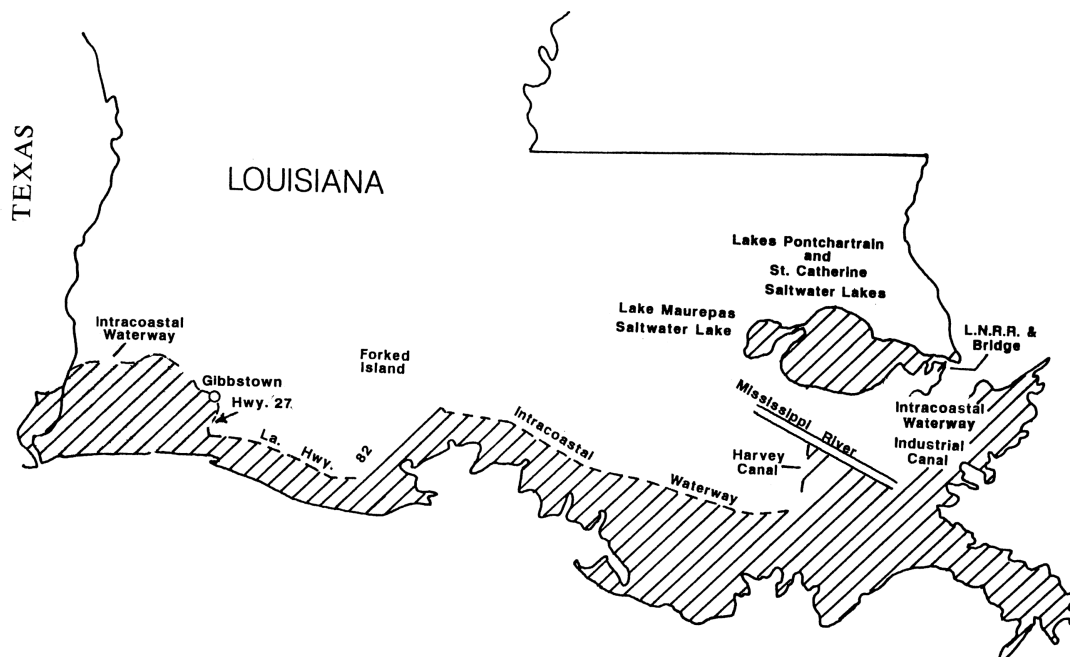 TEXAS
LOUISIANA
Lakes Pontchartrain
and
St. Catherine
Saltwater Lakes
Lake Maurepas
Saltwater Lake
L.N.R.R. &
Bridge
Intracoastal
Waterway
Forked
Island
Gibbstown
Hwy. 27
La. Hwy. 82
Intracoastal Waterway
Mississippi River
Intracoastal
Waterway
Industrial
Canal
Harvey
Canal